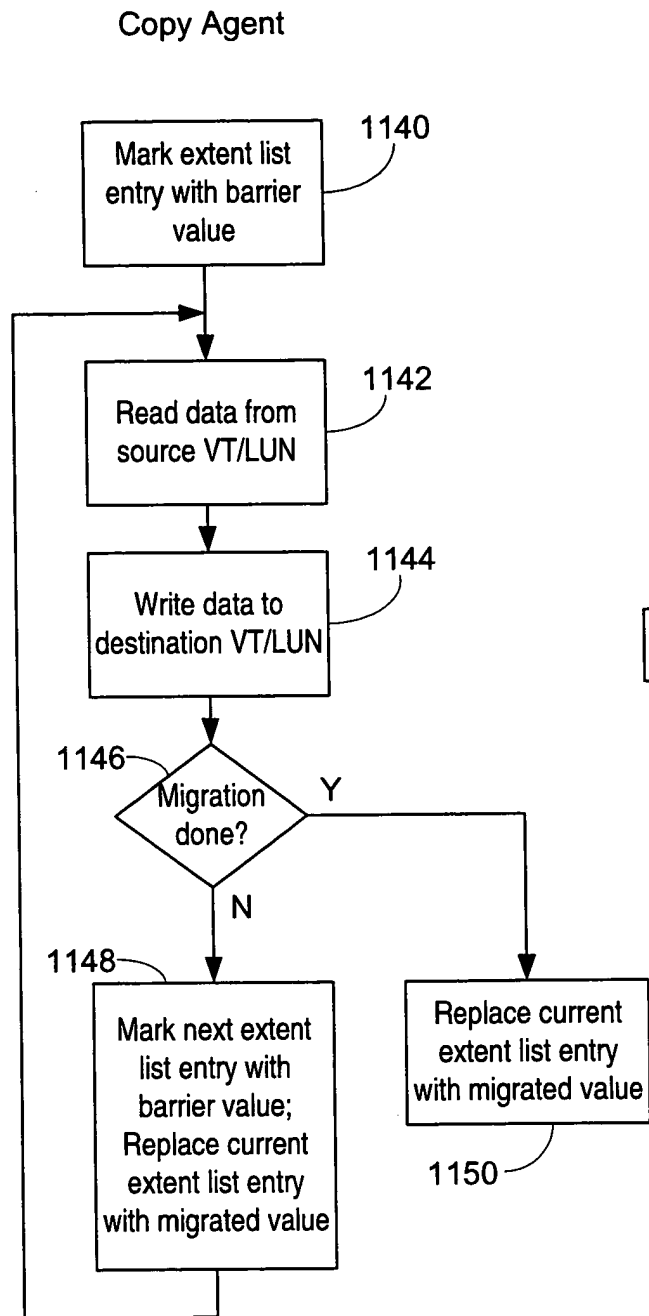 Copy Agent
1140
Mark extent list
entry with barrier
value
1142
Read data from
source VT/LUN
1144
Write data to
destination VT/LUN
1146
Migration
done?
Y
N
1148
Mark next extent
list entry with
barrier value;
Replace current
extent list entry
with migrated value
Replace current
extent list entry
with migrated value
1150